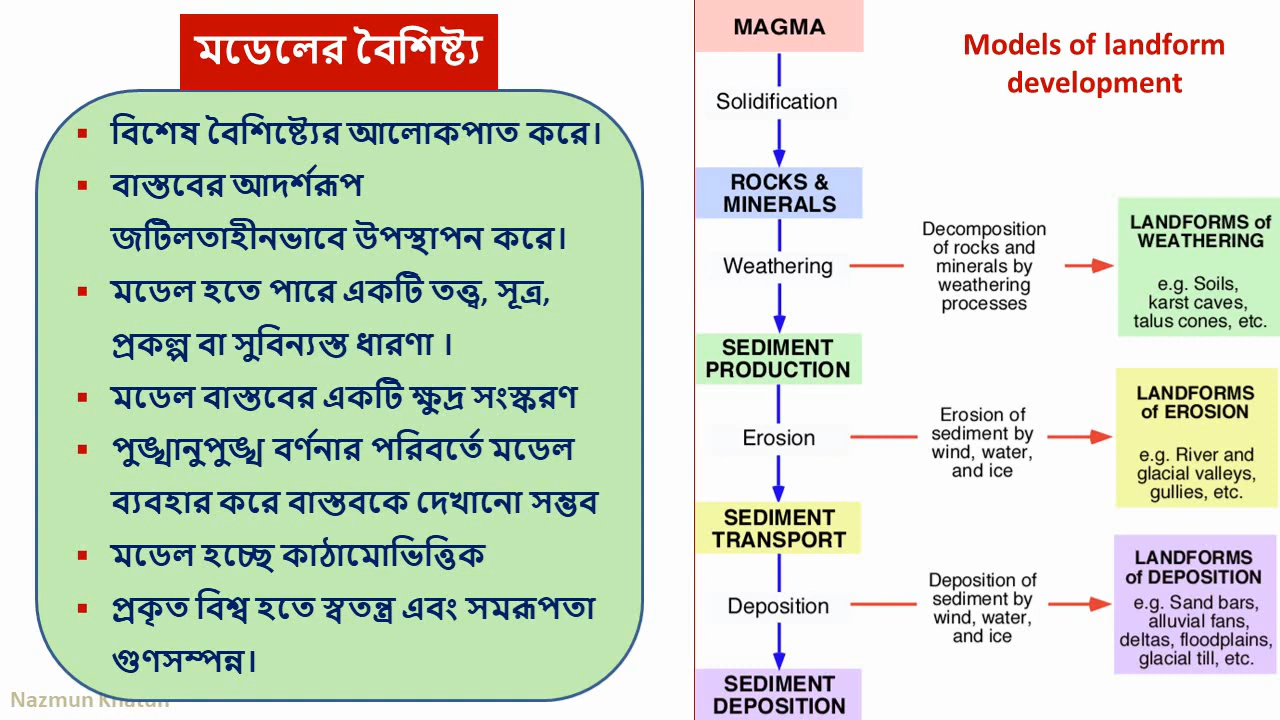 মডেলের বৈশিষ্ট্য
বিশেষ বৈশিষ্ট্যের আলোকপাত করে।
বাস্তবের আদর্শরূপ
জটিলতাহীনভাবে উপস্থাপন করে।
মডেল হতে পারে একটি তত্ত্ব, সূত্র,
প্রকল্প বা সুবিন্যস্ত ধারণা ।
মডেল বাস্তবের একটি ক্ষুদ্র সংস্করণ
পুঙ্খানুপুঙ্খ বর্ণনার পরিবর্তে মডেল
ব্যবহার করে বাস্তবকে দেখানো সম্ভব
মডেল হচ্ছে কাঠামোভিত্তিক
প্রকৃত বিশ্ব হতে স্বতন্ত্র এবং সমরূপতা
গুণসম্পন্ন।
Nazmun Khatun
Models of landform
development
MAGMA
Solidification
ROCKS &
MINERALS
Weathering
Decomposition
of rocks and
minerals by
weathering
processes
LANDFORMS of
WEATHERING
e.g. Soils,
karst caves,
talus cones, etc.
SEDIMENT
PRODUCTION
Erosion
Erosion of
sediment by
wind, water,
and ice
LANDFORMS
of EROSION
e.g. River and
glacial valleys,
gullies, etc.
SEDIMENT
TRANSPORT
Deposition
Deposition of
sediment by
wind, water,
and ice
LANDFORMS
of DEPOSITION
e.g. Sand bars,
alluvial fans,
deltas, floodplains,
glacial till, etc.
SEDIMENT
DEPOSITION